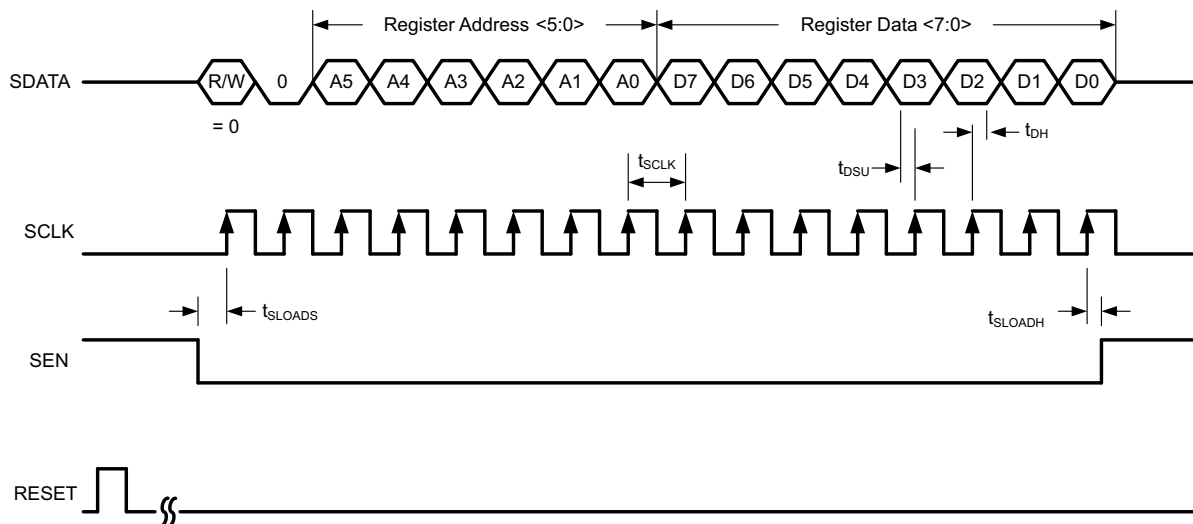 Register Address <5:0> Register Data <7:0>
SDATA R/W 0 A5 A4 A3 A2 A1 A0 D7 D6 D5 D4 D3 D2 D1 D0
= 0
tDH
tSCLK
tDSU
SCLK
tSLOADS
tSLOADH
SEN
RESET